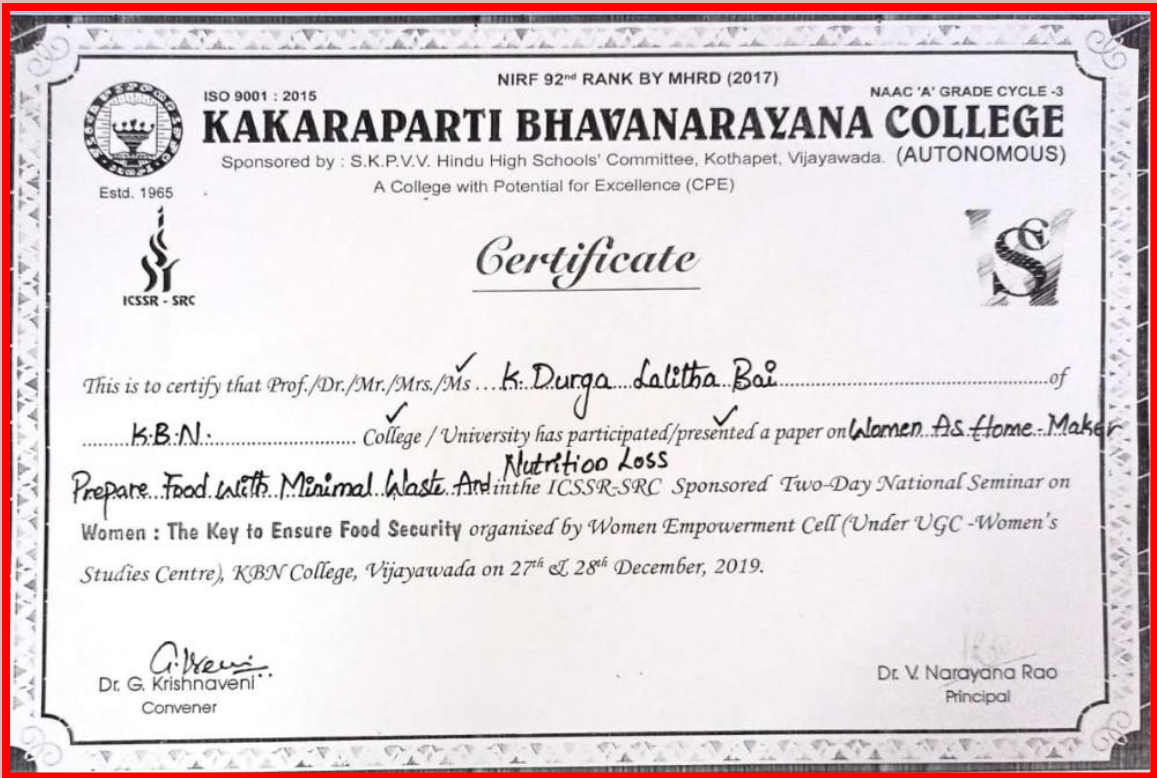 NIRF 92nd RANK BY MHRD (2017)
ISO 9001 : 2015
NAAC 'A' GRADE CYCLE -3
KAKARAPARTI BHAVANARAYANA COLLEGE
Sponsored by : S.K.P.V.V. Hindu High Schools' Committee, Kothapet, Vijayawada. (AUTONOMOUS)
Estd. 1965
A College with Potential for Excellence (CPE)
ICSSR - SRC
Certificate
This is to certify that Prof./Dr./Mr./Mrs./Ms K. Durga Lalitha Bai of
K.B.N. College / University has participated/presented a paper on Women As Home-Maker
Nutrition Loss
Prepare Food With Minimal Waste And inthe ICSSR-SRC Sponsored Two-Day National Seminar on
Women : The Key to Ensure Food Security organised by Women Empowerment Cell (Under UGC -Women's
Studies Centre), KBN College, Vijayawada on 27th & 28th December, 2019.
Dr. G. Krishnaveni
Convener
Dr. V. Narayana Rao
Principal